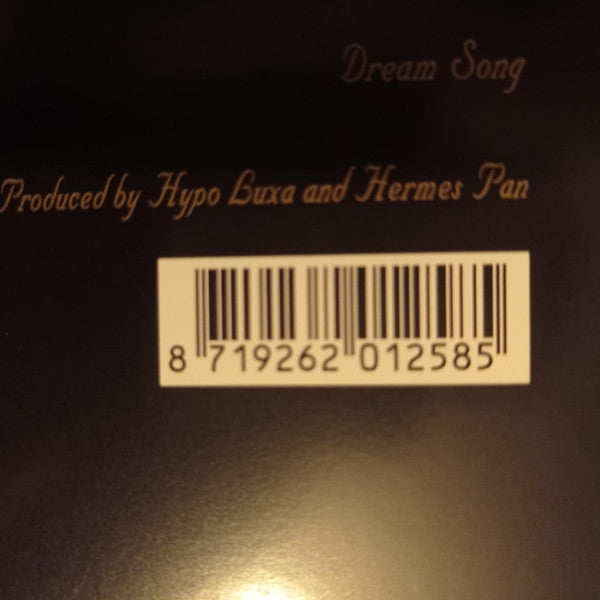 Dream Song
Produced by Hypo Luxa and Hermes Pan
8 719262 012585